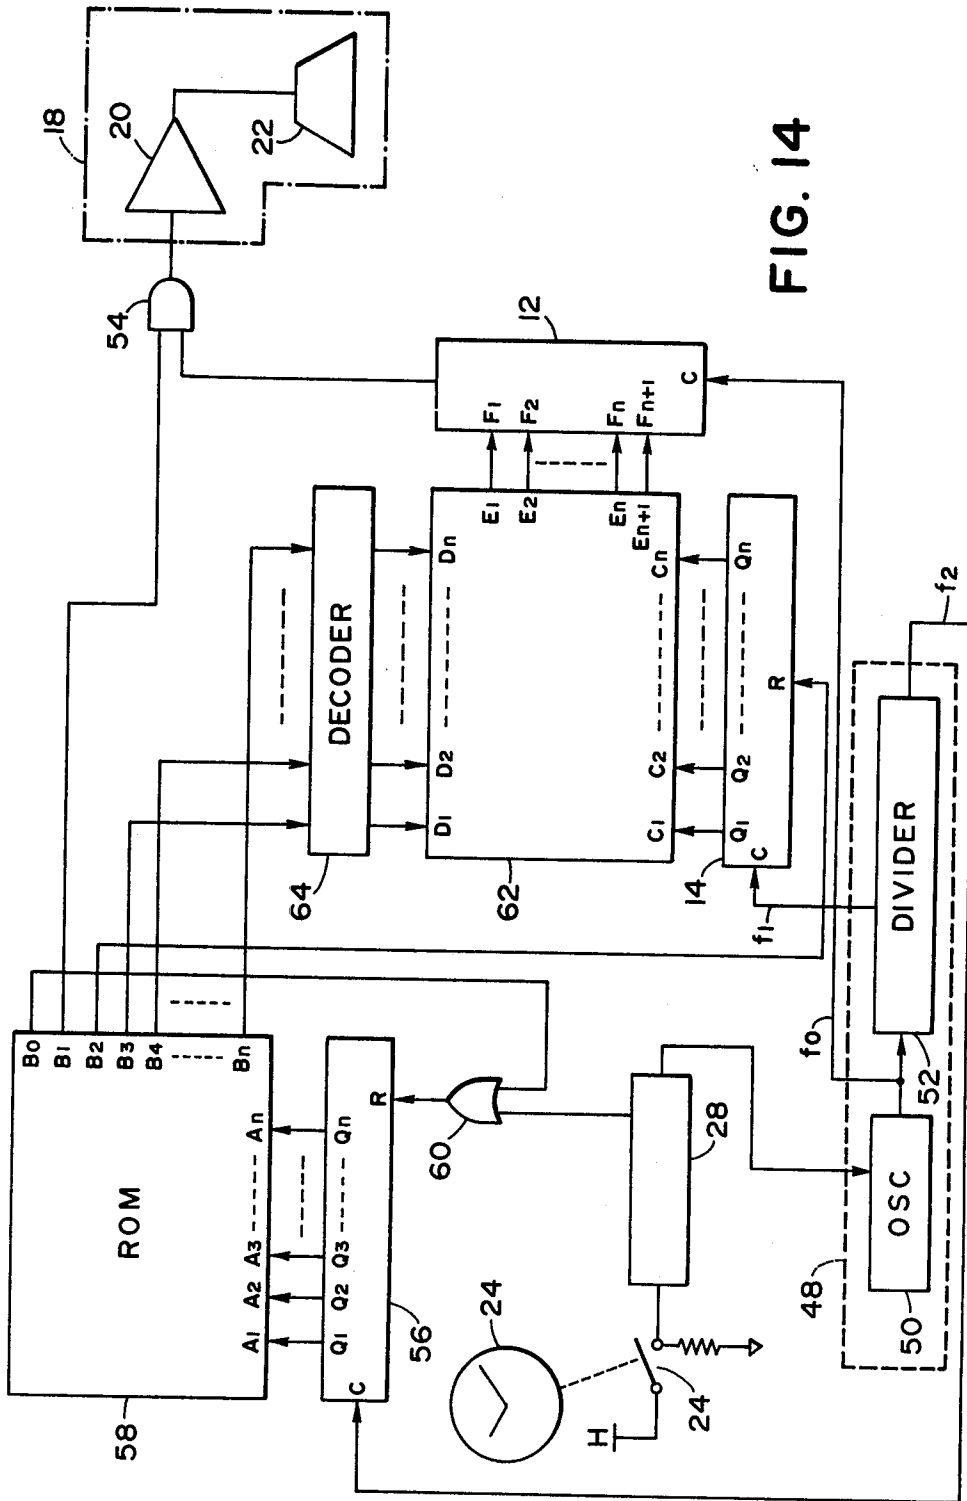 18
20
22
54
FIG. 14
12
F1
F2
Fn
Fn+1
C
E1
E2
En
En+1
DECODER
64
D1
D2
Dn
62
C1
C2
Cn
Q1
Q2
Qn
C
R
14
B0
B1
B2
B3
B4
Bn
ROM
A1
A2
A3
An
58
Q1
Q2
Q3
Qn
C
R
56
60
28
24
24
H
f0
f1
f2
DIVIDER
52
OSC
50
48